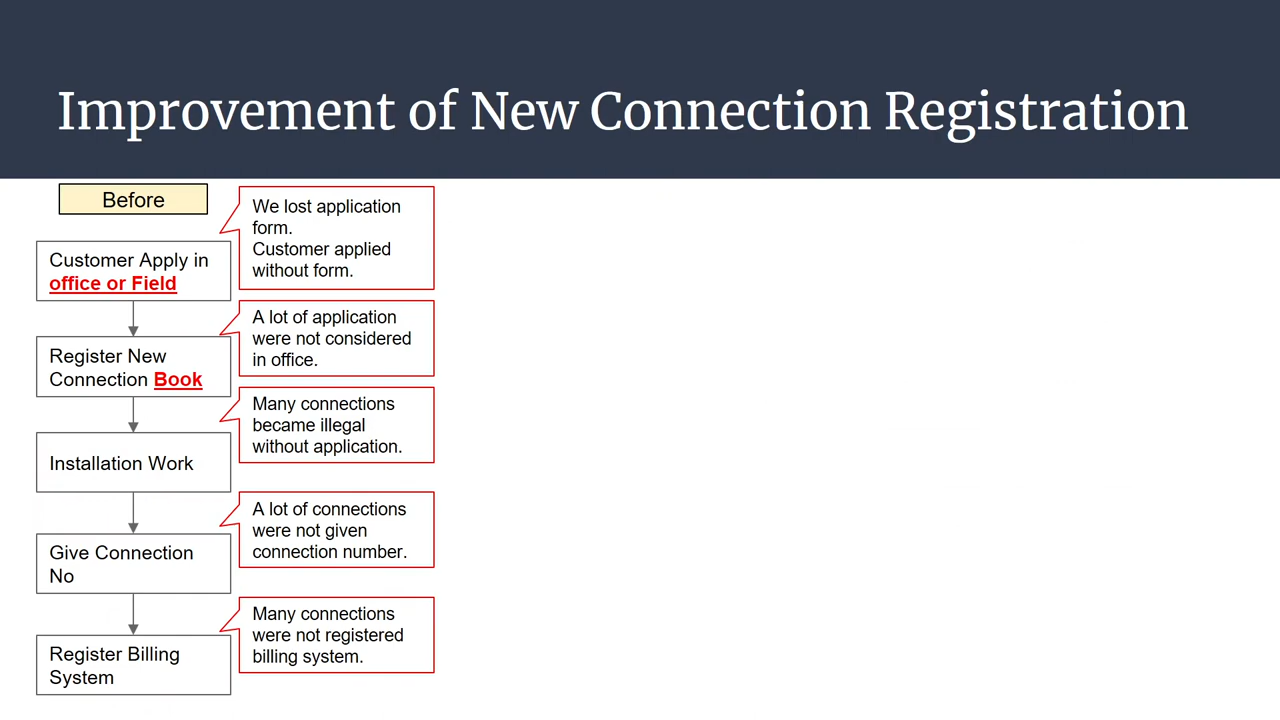 Improvement of New Connection Registration
Before
We lost application
form.
Customer applied
without form.
Customer Apply in
office or Field
A lot of application
were not considered
in office.
Register New
Connection Book
Many connections
became illegal
without application.
Installation Work
A lot of connections
were not given
connection number.
Give Connection
No
Many connections
were not registered
billing system.
Register Billing
System